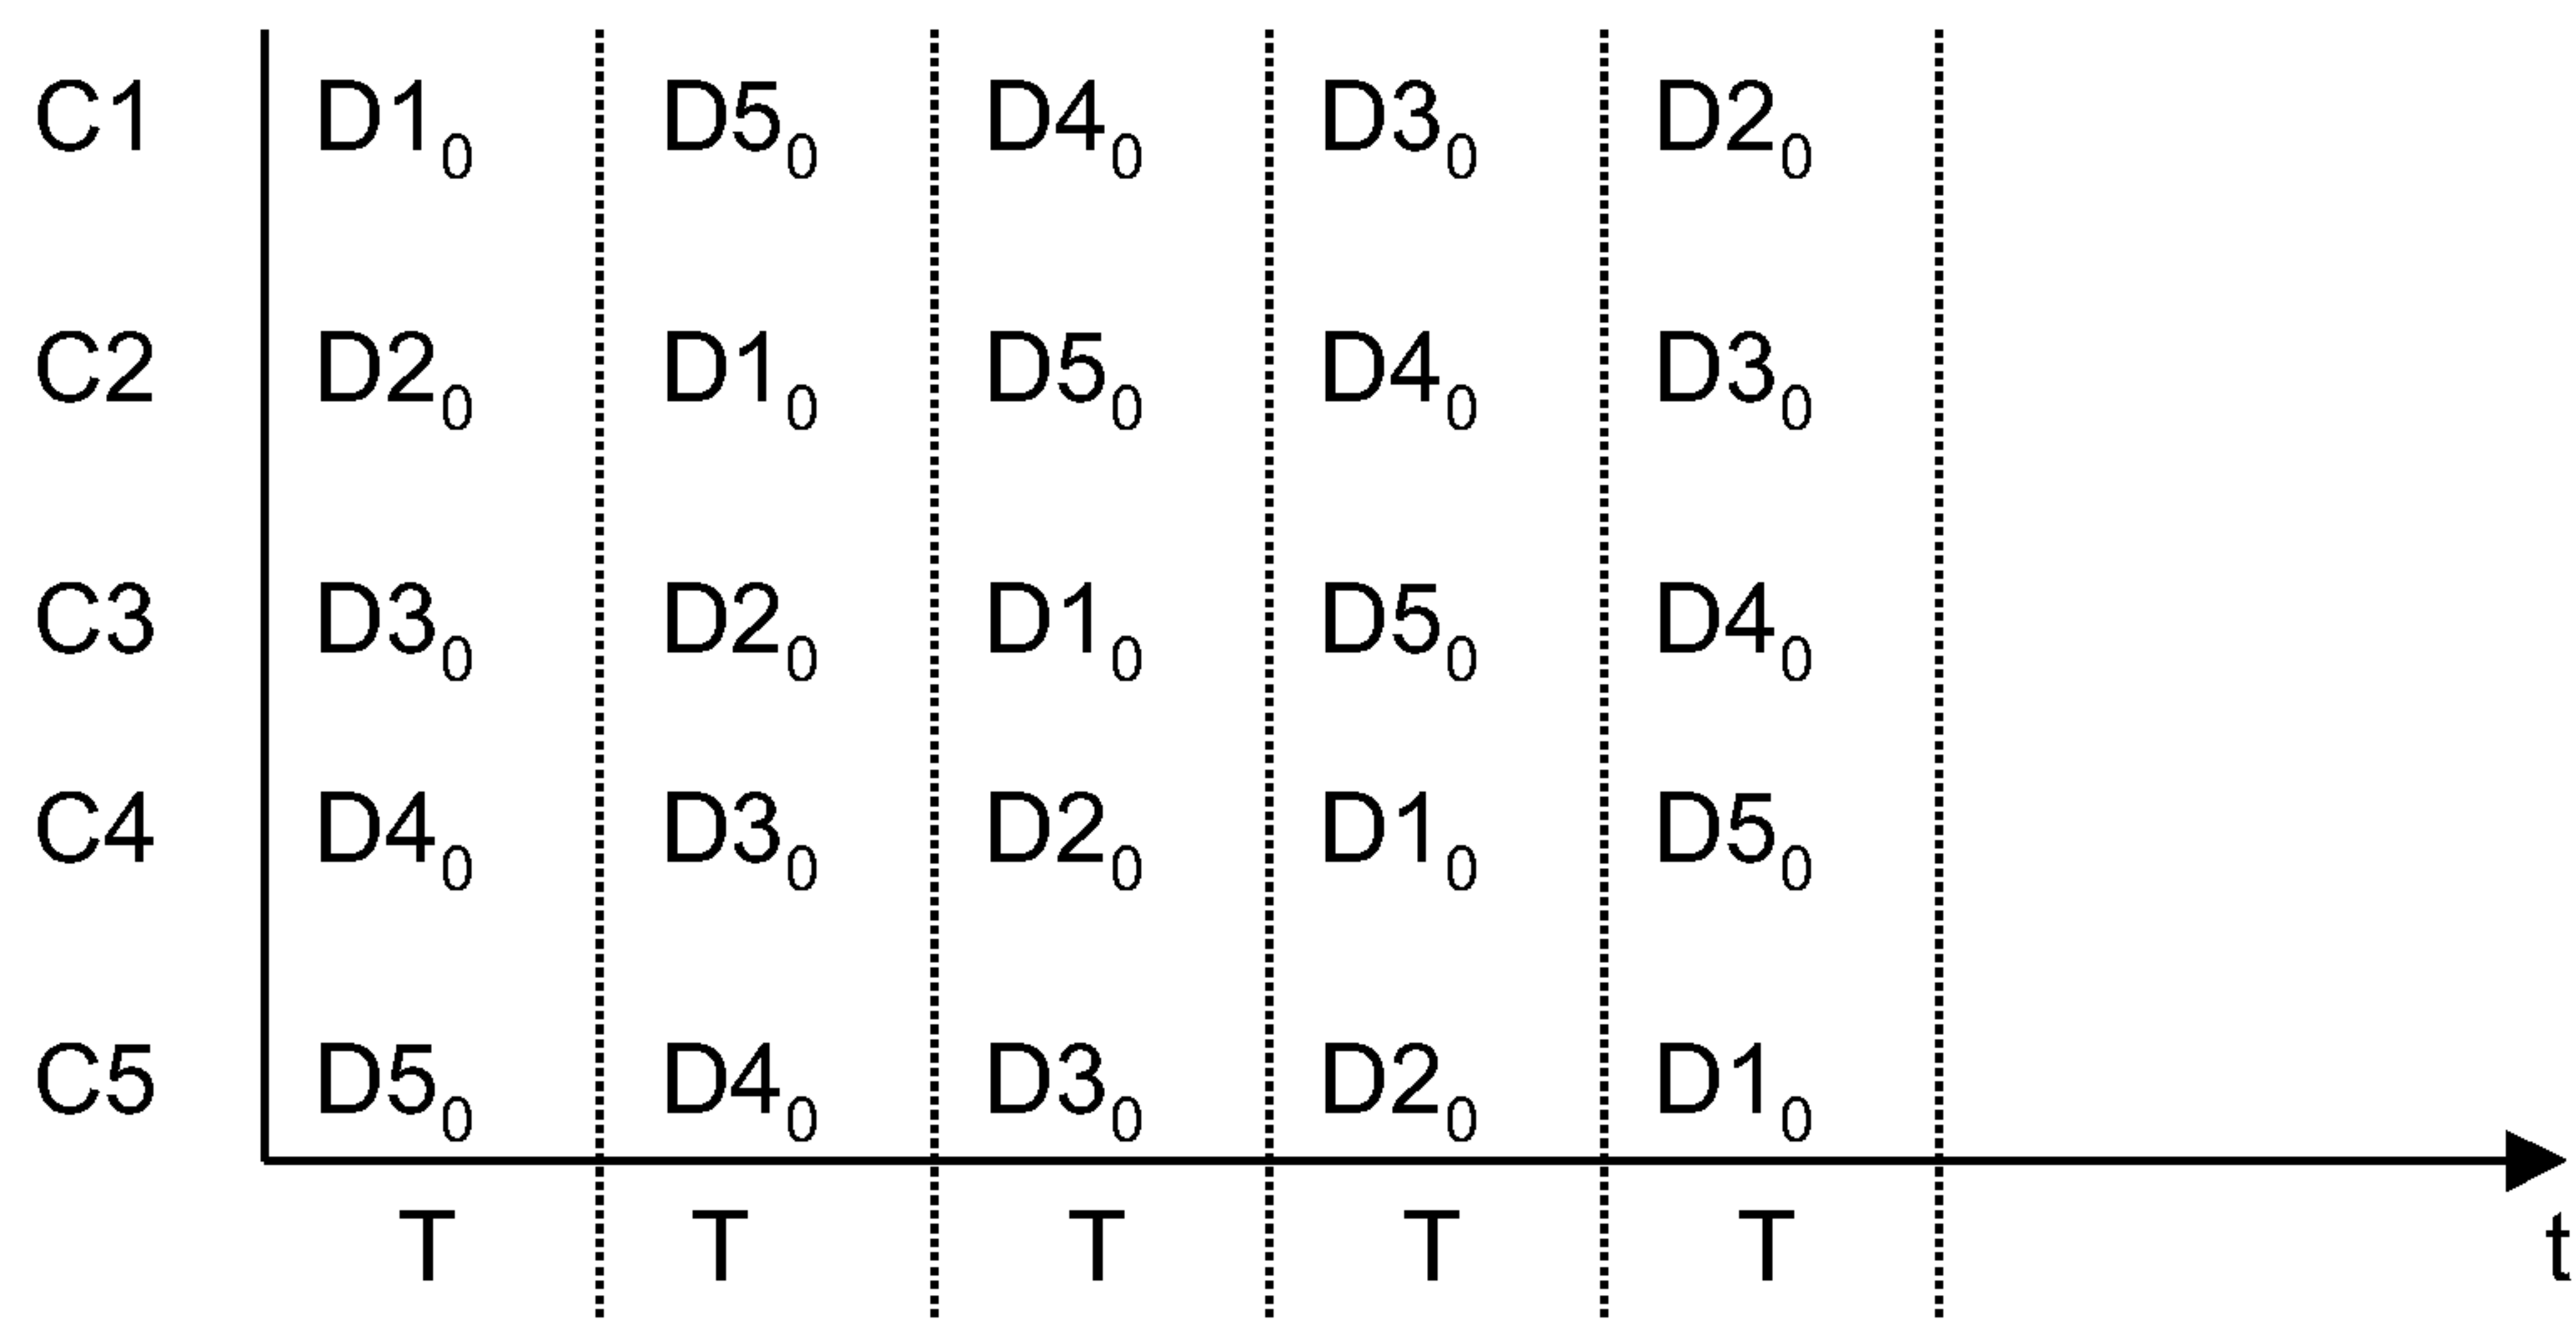 C1 D1₀ D5₀ D4₀ D3₀ D2₀
C2 D2₀ D1₀ D5₀ D4₀ D3₀
C3 D3₀ D2₀ D1₀ D5₀ D4₀
C4 D4₀ D3₀ D2₀ D1₀ D5₀
C5 D5₀ D4₀ D3₀ D2₀ D1₀
T T T T T t